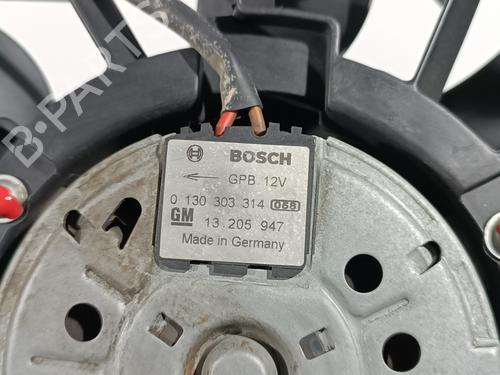 BOSCH
GPB 12V
0 130 303 314 058
GM 13 205 947
Made in Germany
B-PARTS